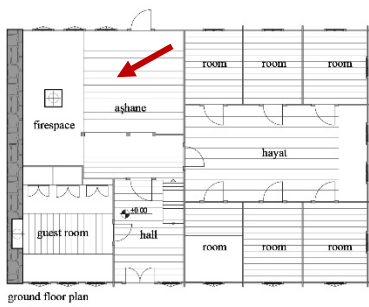 room room room
aşhane
firespace
hayat
±0.00
guest room hall
room room room
ground floor plan